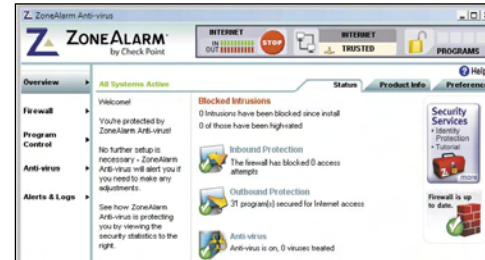 ZoneAlarm Anti-virus
ZONEALARM
by Check Point
INTERNET
IN
OUT
STOP
INTERNET
TRUSTED
PROGRAMS
Help
Overview
All Systems Active
Status
Product Info
Preferenc
Firewall
Program
Control
Anti-virus
Alerts & Logs
Welcome!
You're protected by
ZoneAlarm Anti-virus!
No further setup is
necessary - ZoneAlarm
Anti-virus will alert you if
you need to make any
adjustments.
See how ZoneAlarm
Anti-virus is protecting
you by viewing the
security statistics to the
right.
Blocked Intrusions
0 Intrusions have been blocked since install
0 of those have been high-rated
Inbound Protection
The firewall has blocked 0 access
attempts
Outbound Protection
31 program(s) secured for Internet access
Anti-virus
Anti-virus is on, 0 viruses treated
Security
Services
• Identity
Protection
• Tutorial
more
Firewall is up
to date.